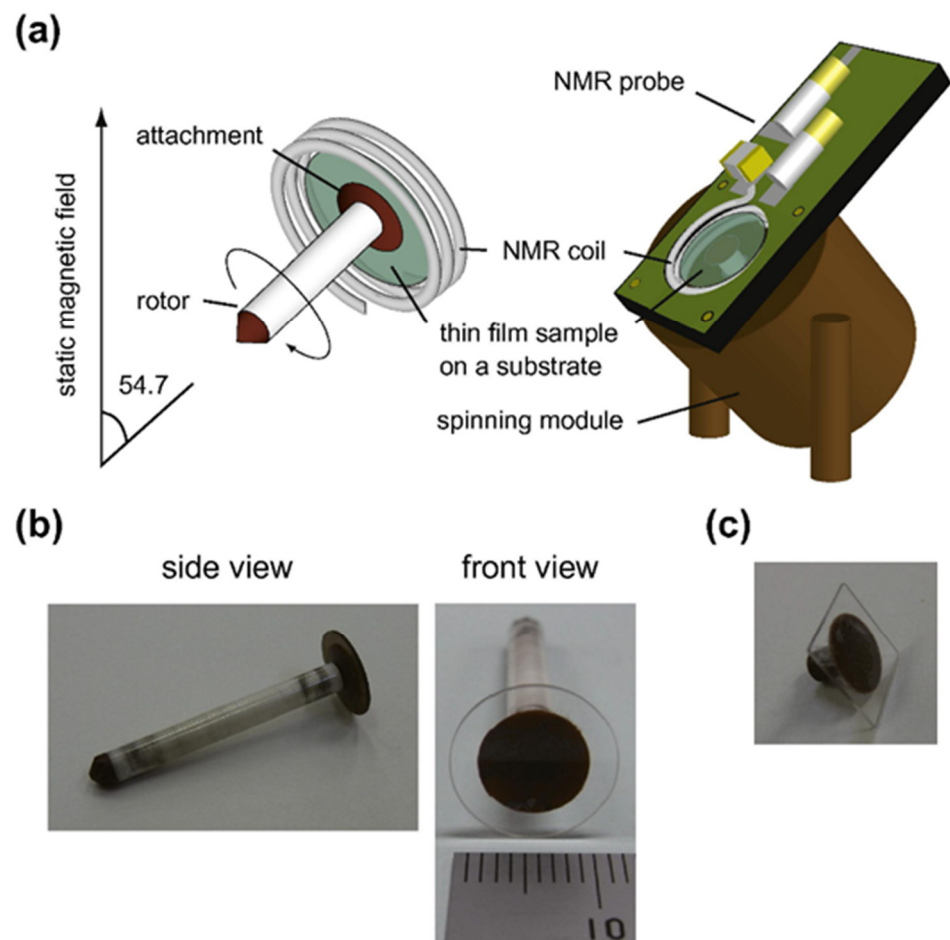 (a)
NMR probe
attachment
static magnetic field
NMR coil
rotor
thin film sample
on a substrate
54.7
spinning module
(b)
(c)
side view
front view
10